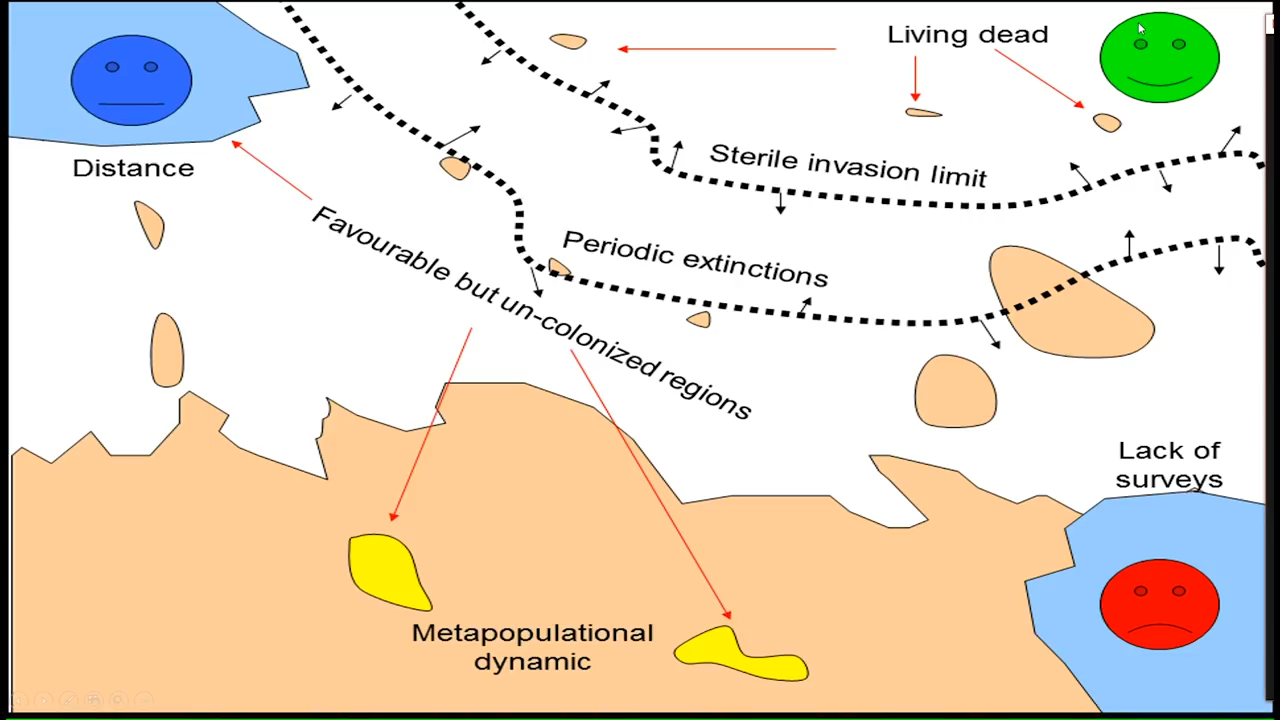 Living dead
Distance
Sterile invasion limit
Favourable but un-colonized regions
Periodic extinctions
Lack of
surveys
Metapopulational
dynamic